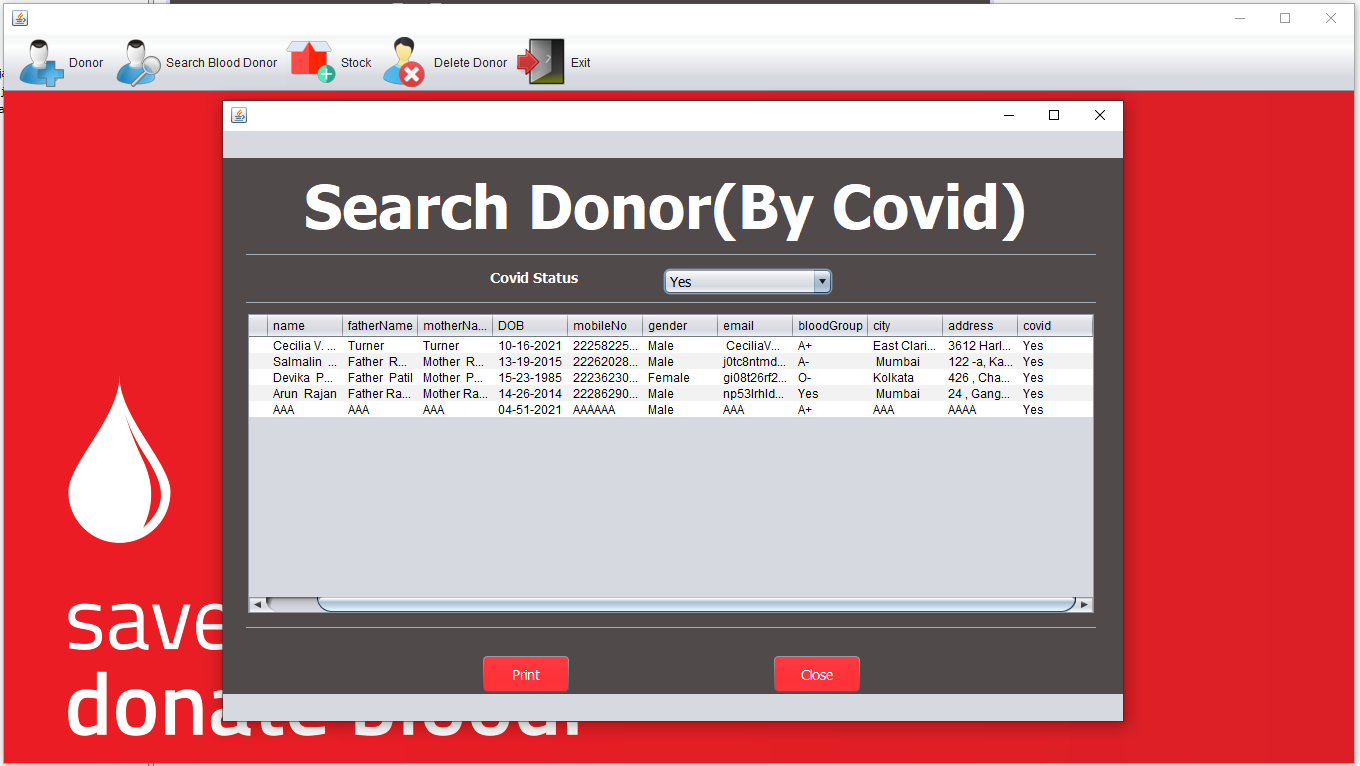 Donor Search Blood Donor Stock Delete Donor Exit
Search Donor(By Covid)
Covid Status Yes
name fatherName motherNa... DOB mobileNo gender email bloodGroup city address covid
Cecilia V. ... Turner Turner 10-16-2021 22258225... Male CeciliaV... A+ East Clari... 3612 Harl... Yes
Salmalin ... Father R... Mother R... 13-19-2015 22262028... Male j0tc8ntmd... A- Mumbai 122 -a, Ka... Yes
Devika P... Father Patil Mother P... 15-23-1985 22236230... Female gi08t26rf2... O- Kolkata 426 , Cha... Yes
Arun Rajan Father Ra... Mother Ra... 14-26-2014 22286290... Male np53lrhld... Yes Mumbai 24 , Gang... Yes
AAA AAA AAA 04-51-2021 AAAAAA Male AAA A+ AAA AAAA Yes
Print Close
save
donate